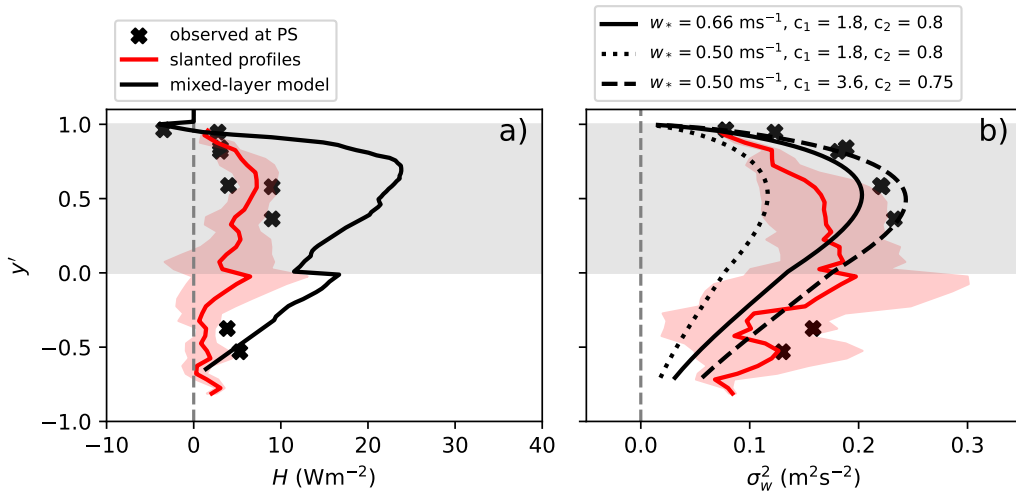 observed at PS
slanted profiles
mixed-layer model
w* = 0.66 ms⁻¹, c₁ = 1.8, c₂ = 0.8
w* = 0.50 ms⁻¹, c₁ = 1.8, c₂ = 0.8
w* = 0.50 ms⁻¹, c₁ = 3.6, c₂ = 0.75
a)
b)
y′
1.0
0.5
0.0
−0.5
−1.0
−10 0 10 20 30 40
0.0 0.1 0.2 0.3
H (Wm⁻²)
σ²w (m²s⁻²)